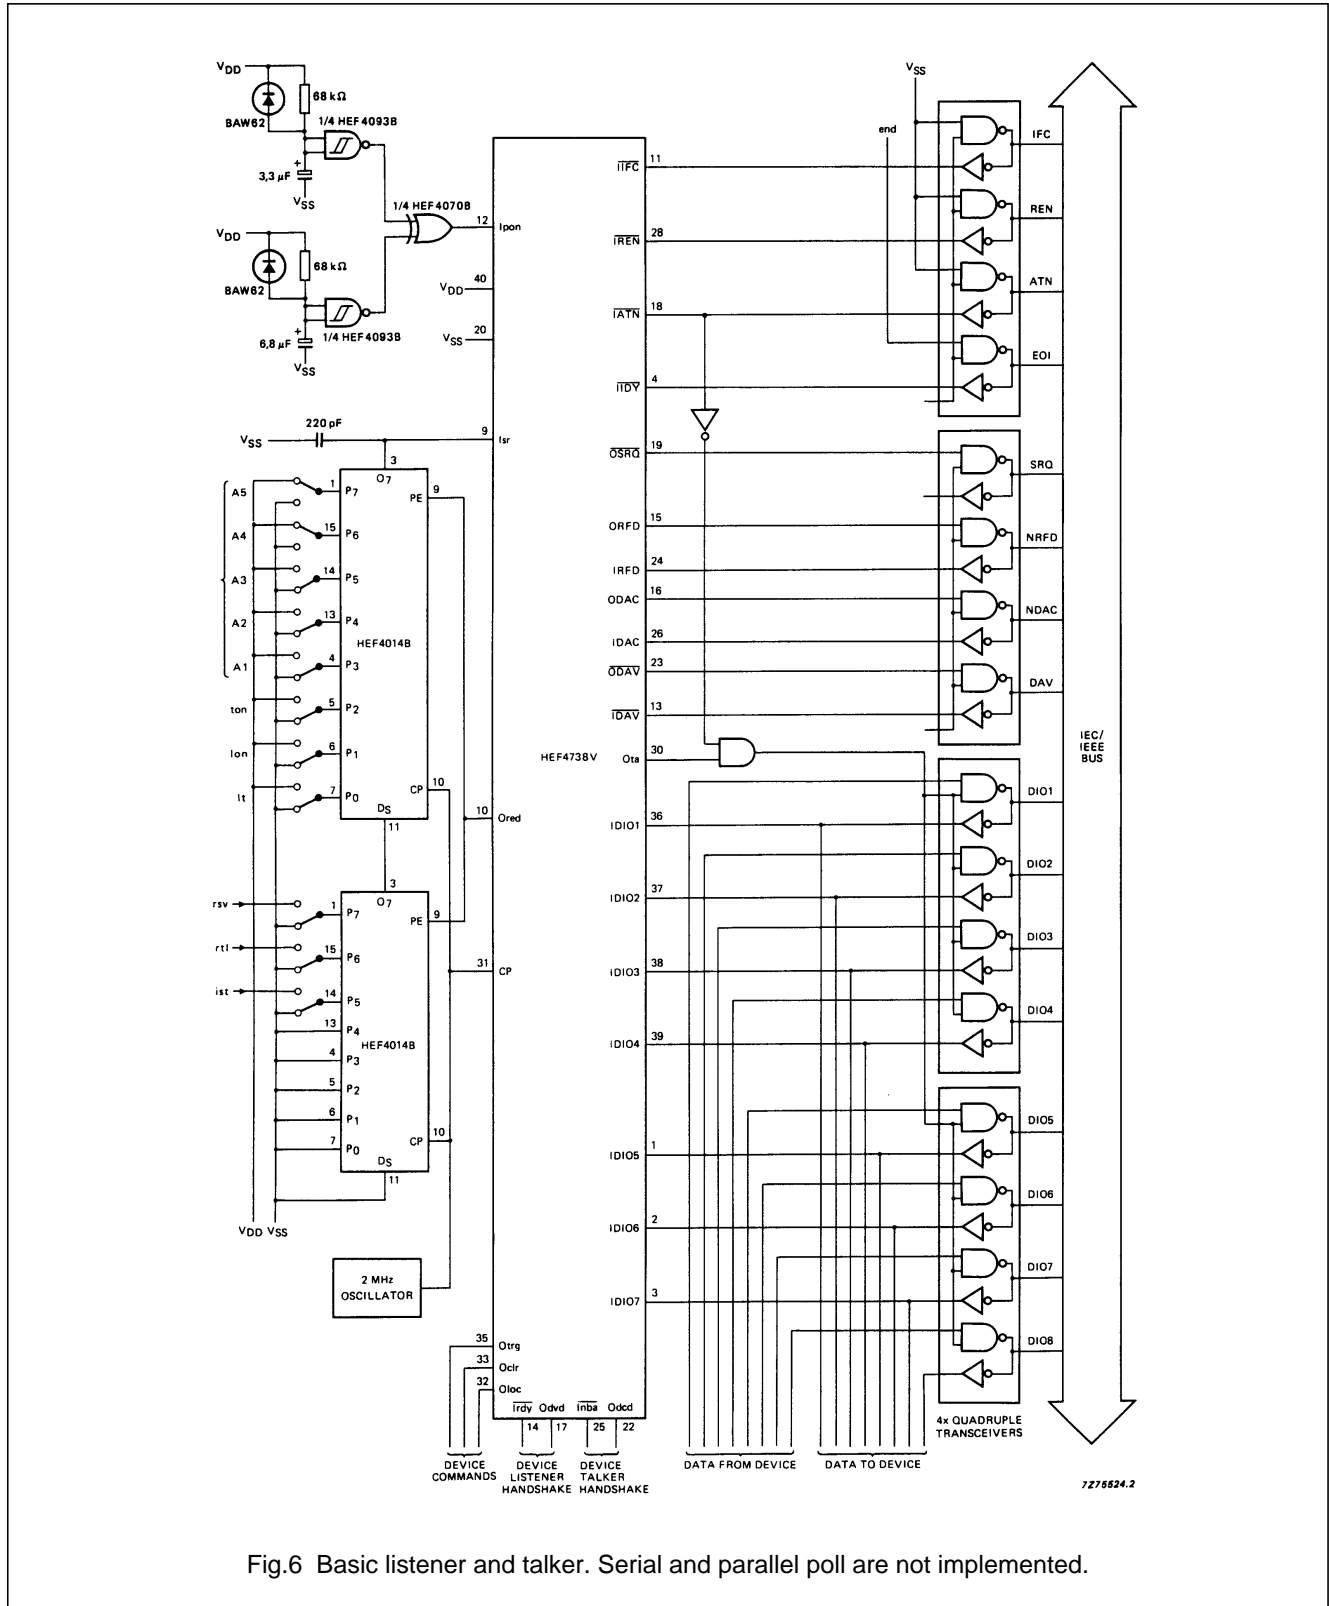 VDD
68 kΩ
BAW62
1/4 HEF4093B
+
3,3 μF
VSS
1/4 HEF4070B
12
Ipon
VDD
68 kΩ
BAW62
+
1/4 HEF4093B
6,8 μF
VSS
VDD
40
VSS
20
220 pF
VSS
9
Isr
3
O7
A5
1
P7
PE
9
A4
15
P6
A3
14
P5
A2
13
P4
HEF4014B
A1
4
P3
ton
5
P2
lon
6
P1
lt
7
P0
CP
10
DS
11
10
Ored
3
O7
rsv
1
P7
PE
9
rtl
15
P6
ist
14
P5
13
P4
HEF4014B
4
P3
5
P2
6
P1
7
P0
CP
10
DS
11
31
CP
VDD VSS
2 MHz
OSCILLATOR
35
Otrg
33
Oclr
32
Oloc
Irdy Odvd Inba Odcd
14 17 25 22
DEVICE
COMMANDS
DEVICE
LISTENER
HANDSHAKE
DEVICE
TALKER
HANDSHAKE
HEF4738V
IIFC
11
IREN
28
IATN
18
IIDY
4
OSRQ
19
ORFD
15
IRFD
24
ODAC
16
IDAC
26
ODAV
23
IDAV
13
Ota
30
IDIO1
36
IDIO2
37
IDIO3
38
IDIO4
39
IDIO5
1
IDIO6
2
IDIO7
3
DATA FROM DEVICE
DATA TO DEVICE
VSS
end
IFC
REN
ATN
EOI
SRQ
NRFD
NDAC
DAV
DIO1
DIO2
DIO3
DIO4
DIO5
DIO6
DIO7
DIO8
4x QUADRUPLE
TRANSCEIVERS
IEC/
IEEE
BUS
7Z75524.2
Fig.6 Basic listener and talker. Serial and parallel poll are not implemented.